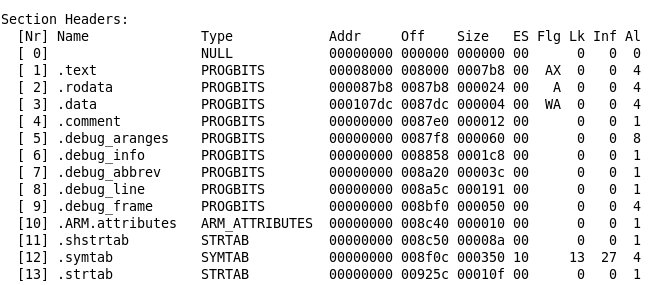 Section Headers:
  [Nr] Name              Type            Addr     Off    Size   ES Flg Lk Inf Al
  [ 0]                   NULL            00000000 000000 000000 00      0   0  0
  [ 1] .text             PROGBITS        00008000 008000 0007b8 00  AX  0   0  4
  [ 2] .rodata           PROGBITS        000087b8 0087b8 000024 00   A  0   0  4
  [ 3] .data             PROGBITS        000107dc 0087dc 000004 00  WA  0   0  4
  [ 4] .comment          PROGBITS        00000000 0087e0 000012 00      0   0  1
  [ 5] .debug_aranges    PROGBITS        00000000 0087f8 000060 00      0   0  8
  [ 6] .debug_info       PROGBITS        00000000 008858 0001c8 00      0   0  1
  [ 7] .debug_abbrev     PROGBITS        00000000 008a20 00003c 00      0   0  1
  [ 8] .debug_line       PROGBITS        00000000 008a5c 000191 00      0   0  1
  [ 9] .debug_frame      PROGBITS        00000000 008bf0 000050 00      0   0  4
  [10] .ARM.attributes   ARM_ATTRIBUTES  00000000 008c40 000010 00      0   0  1
  [11] .shstrtab         STRTAB          00000000 008c50 00008a 00      0   0  1
  [12] .symtab           SYMTAB          00000000 008f0c 000350 10     13  27  4
  [13] .strtab           STRTAB          00000000 00925c 00010f 00      0   0  1